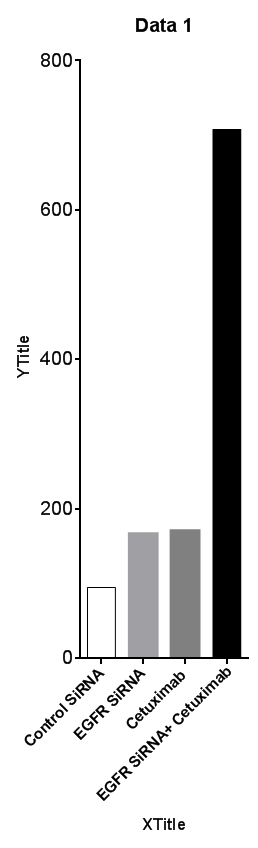 Data 1
800
600
400
200
0
YTitle
Control SiRNA
EGFR SiRNA
Cetuximab
EGFR SiRNA+ Cetuximab
XTitle